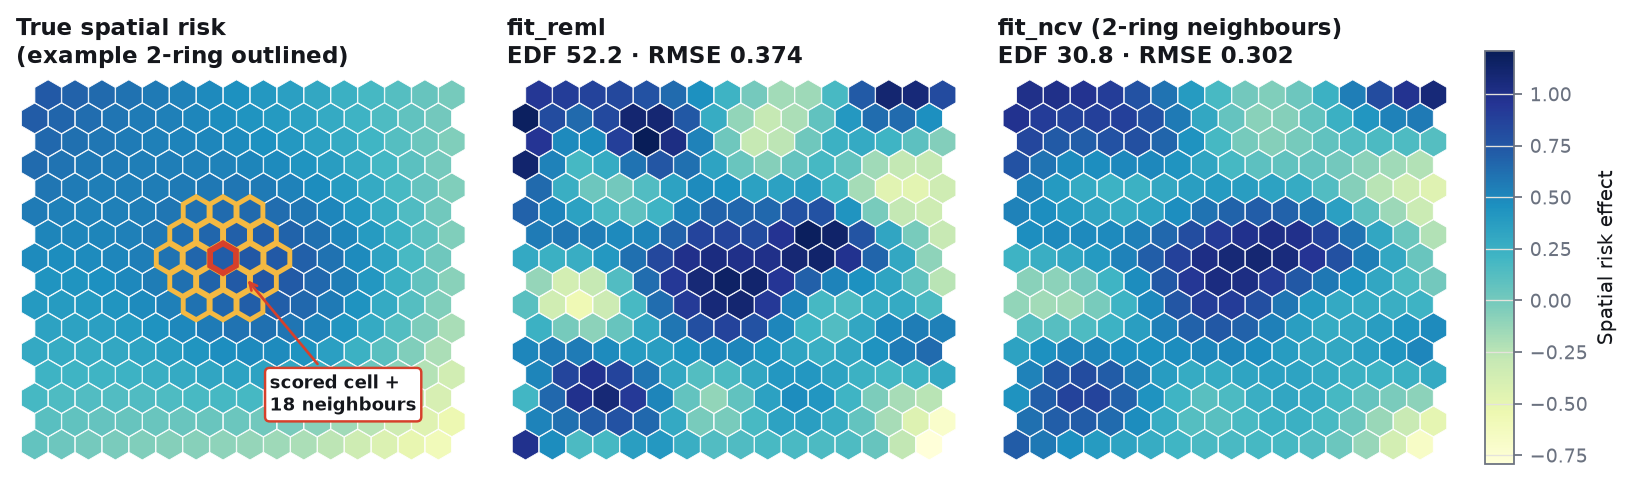 True spatial risk
(example 2-ring outlined)
fit_reml
EDF 52.2 · RMSE 0.374
fit_ncv (2-ring neighbours)
EDF 30.8 · RMSE 0.302
scored cell +
18 neighbours
1.00
0.75
0.50
0.25
0.00
−0.25
−0.50
−0.75
Spatial risk effect